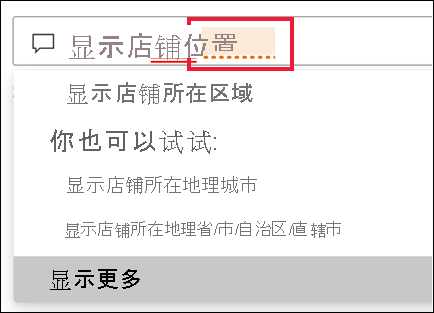 显示店铺位置
显示店铺所在区域
你也可以试试:
显示店铺所在地理城市
显示店铺所在地理省/市/自治区/直辖市
显示更多